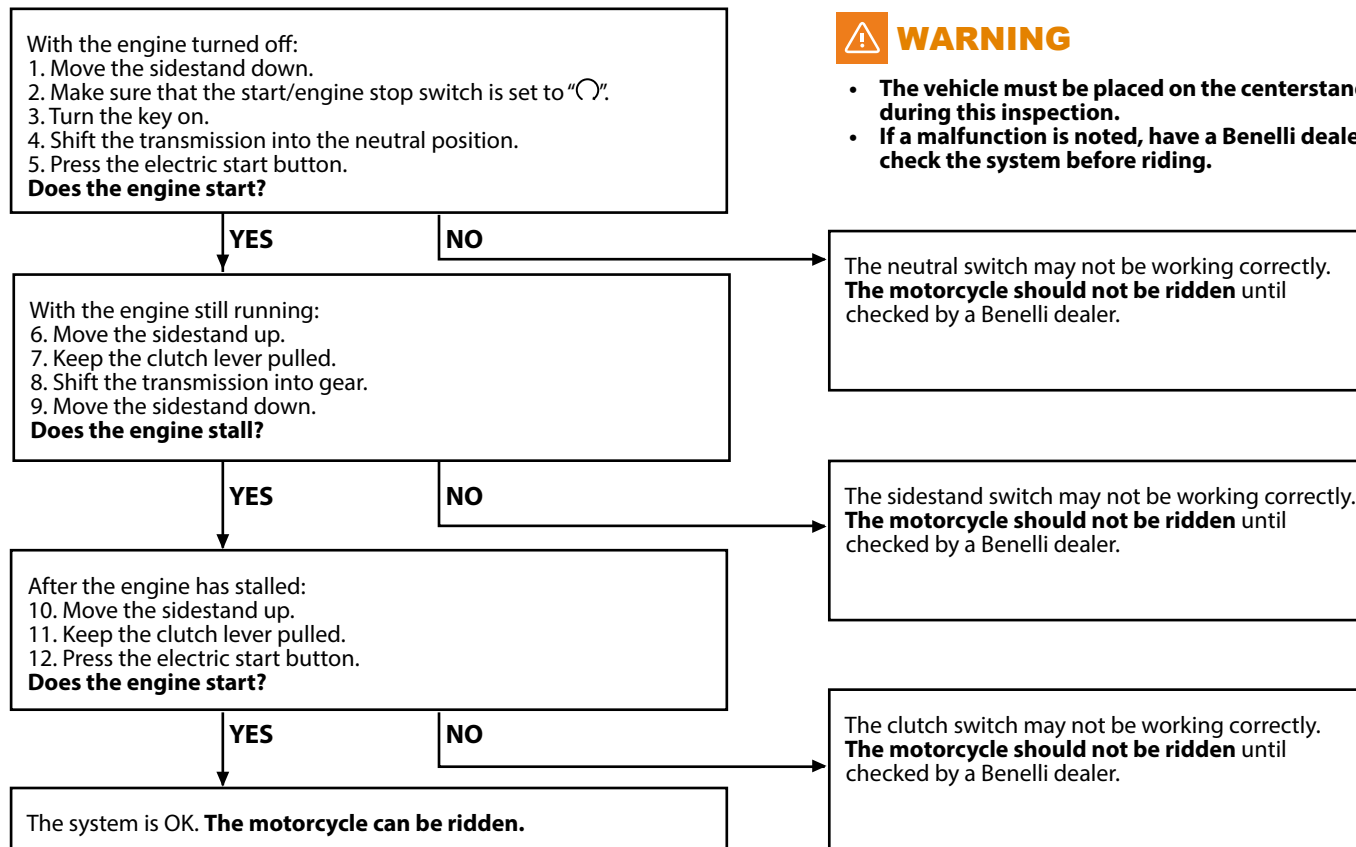 With the engine turned off:
1. Move the sidestand down.
2. Make sure that the start/engine stop switch is set to “ ”.
3. Turn the key on.
4. Shift the transmission into the neutral position.
5. Press the electric start button.
Does the engine start?
WARNING
• The vehicle must be placed on the centerstan
during this inspection.
• If a malfunction is noted, have a Benelli deale
check the system before riding.
YES
NO
The neutral switch may not be working correctly.
The motorcycle should not be ridden until
checked by a Benelli dealer.
With the engine still running:
6. Move the sidestand up.
7. Keep the clutch lever pulled.
8. Shift the transmission into gear.
9. Move the sidestand down.
Does the engine stall?
YES
NO
The sidestand switch may not be working correctly.
The motorcycle should not be ridden until
checked by a Benelli dealer.
After the engine has stalled:
10. Move the sidestand up.
11. Keep the clutch lever pulled.
12. Press the electric start button.
Does the engine start?
YES
NO
The clutch switch may not be working correctly.
The motorcycle should not be ridden until
checked by a Benelli dealer.
The system is OK. The motorcycle can be ridden.